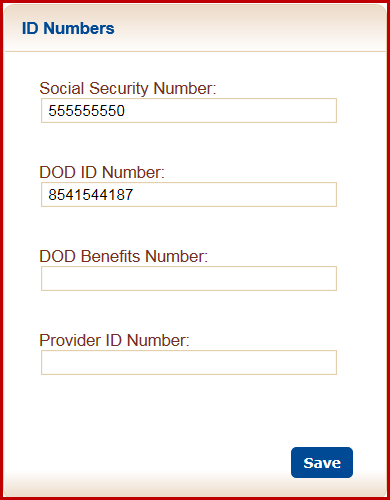 ID Numbers
Social Security Number:
555555550
DOD ID Number:
8541544187
DOD Benefits Number:
Provider ID Number:
Save